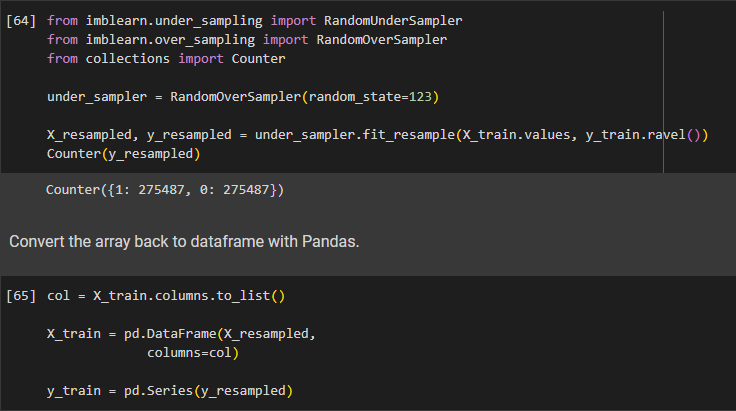 [64] from imblearn.under_sampling import RandomUnderSampler
from imblearn.over_sampling import RandomOverSampler
from collections import Counter
under_sampler = RandomOverSampler(random_state=123)
X_resampled, y_resampled = under_sampler.fit_resample(X_train.values, y_train.ravel())
Counter(y_resampled)
Counter({1: 275487, 0: 275487})
Convert the array back to dataframe with Pandas.
[65] col = X_train.columns.to_list()
X_train = pd.DataFrame(X_resampled,
columns=col)
y_train = pd.Series(y_resampled)